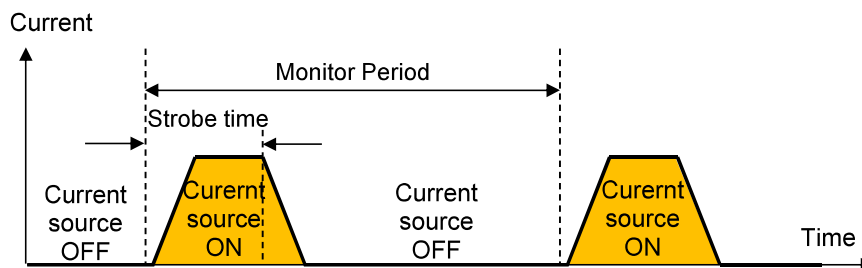 Current
Monitor Period
Strobe time
Current
source
OFF
Curernt
source
ON
Current
source
OFF
Curernt
source
ON
Time